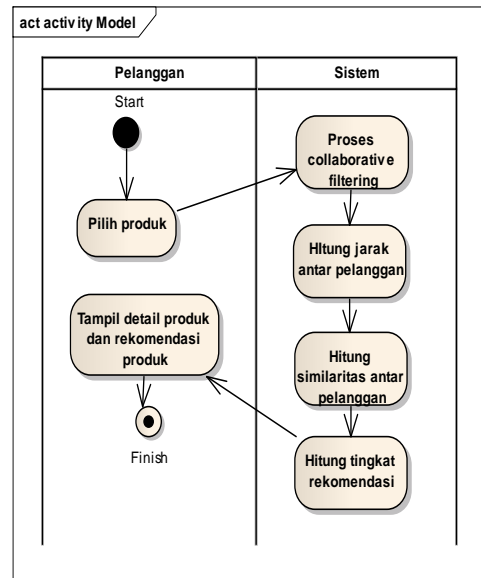 act activity Model
Pelanggan
Sistem
Start
Pilih produk
Proses
collaborative
filtering
HItung jarak
antar pelanggan
Hitung
similaritas antar
pelanggan
Hitung tingkat
rekomendasi
Tampil detail produk
dan rekomendasi
produk
Finish